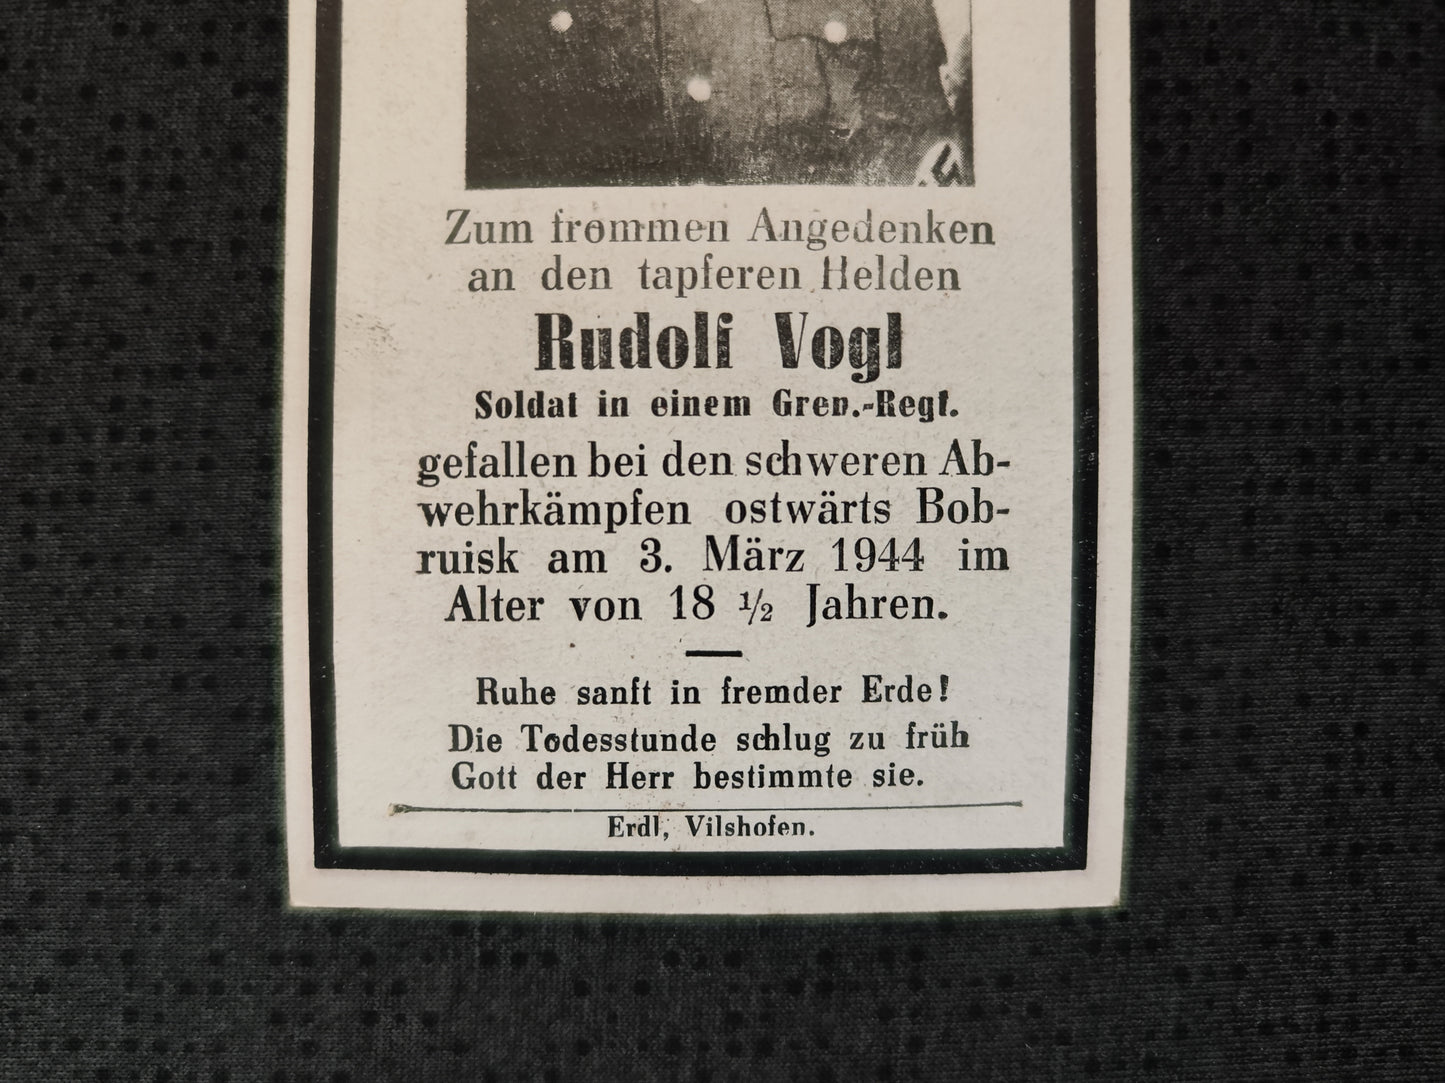 Zum frommen Angedenken
an den tapferen Helden
Rudolf Vogl
Soldat in einem Gren.-Regt.
gefallen bei den schweren Ab-
wehrkämpfen ostwärts Bob-
ruisk am 3. März 1944 im
Alter von 18 1/2 Jahren.
Ruhe sanft in fremder Erde!
Die Todesstunde schlug zu früh
Gott der Herr bestimmte sie.
Erdl, Vilshofen.